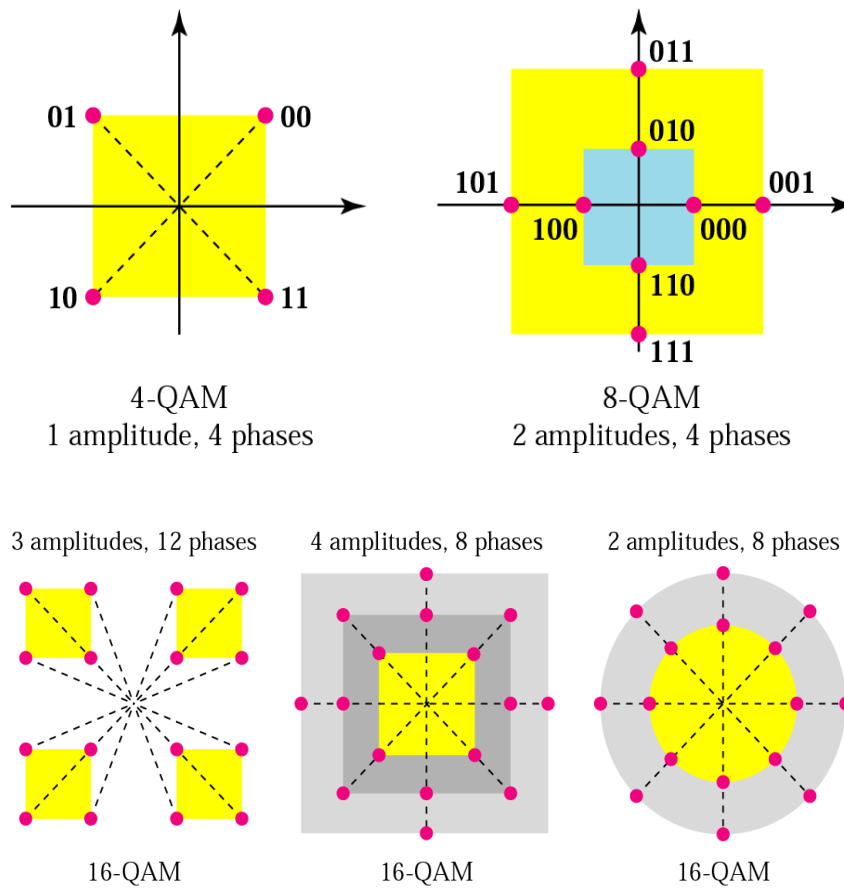 01
00
10
11
4-QAM
1 amplitude, 4 phases
011
010
101
001
100
000
110
111
8-QAM
2 amplitudes, 4 phases
3 amplitudes, 12 phases
16-QAM
4 amplitudes, 8 phases
16-QAM
2 amplitudes, 8 phases
16-QAM